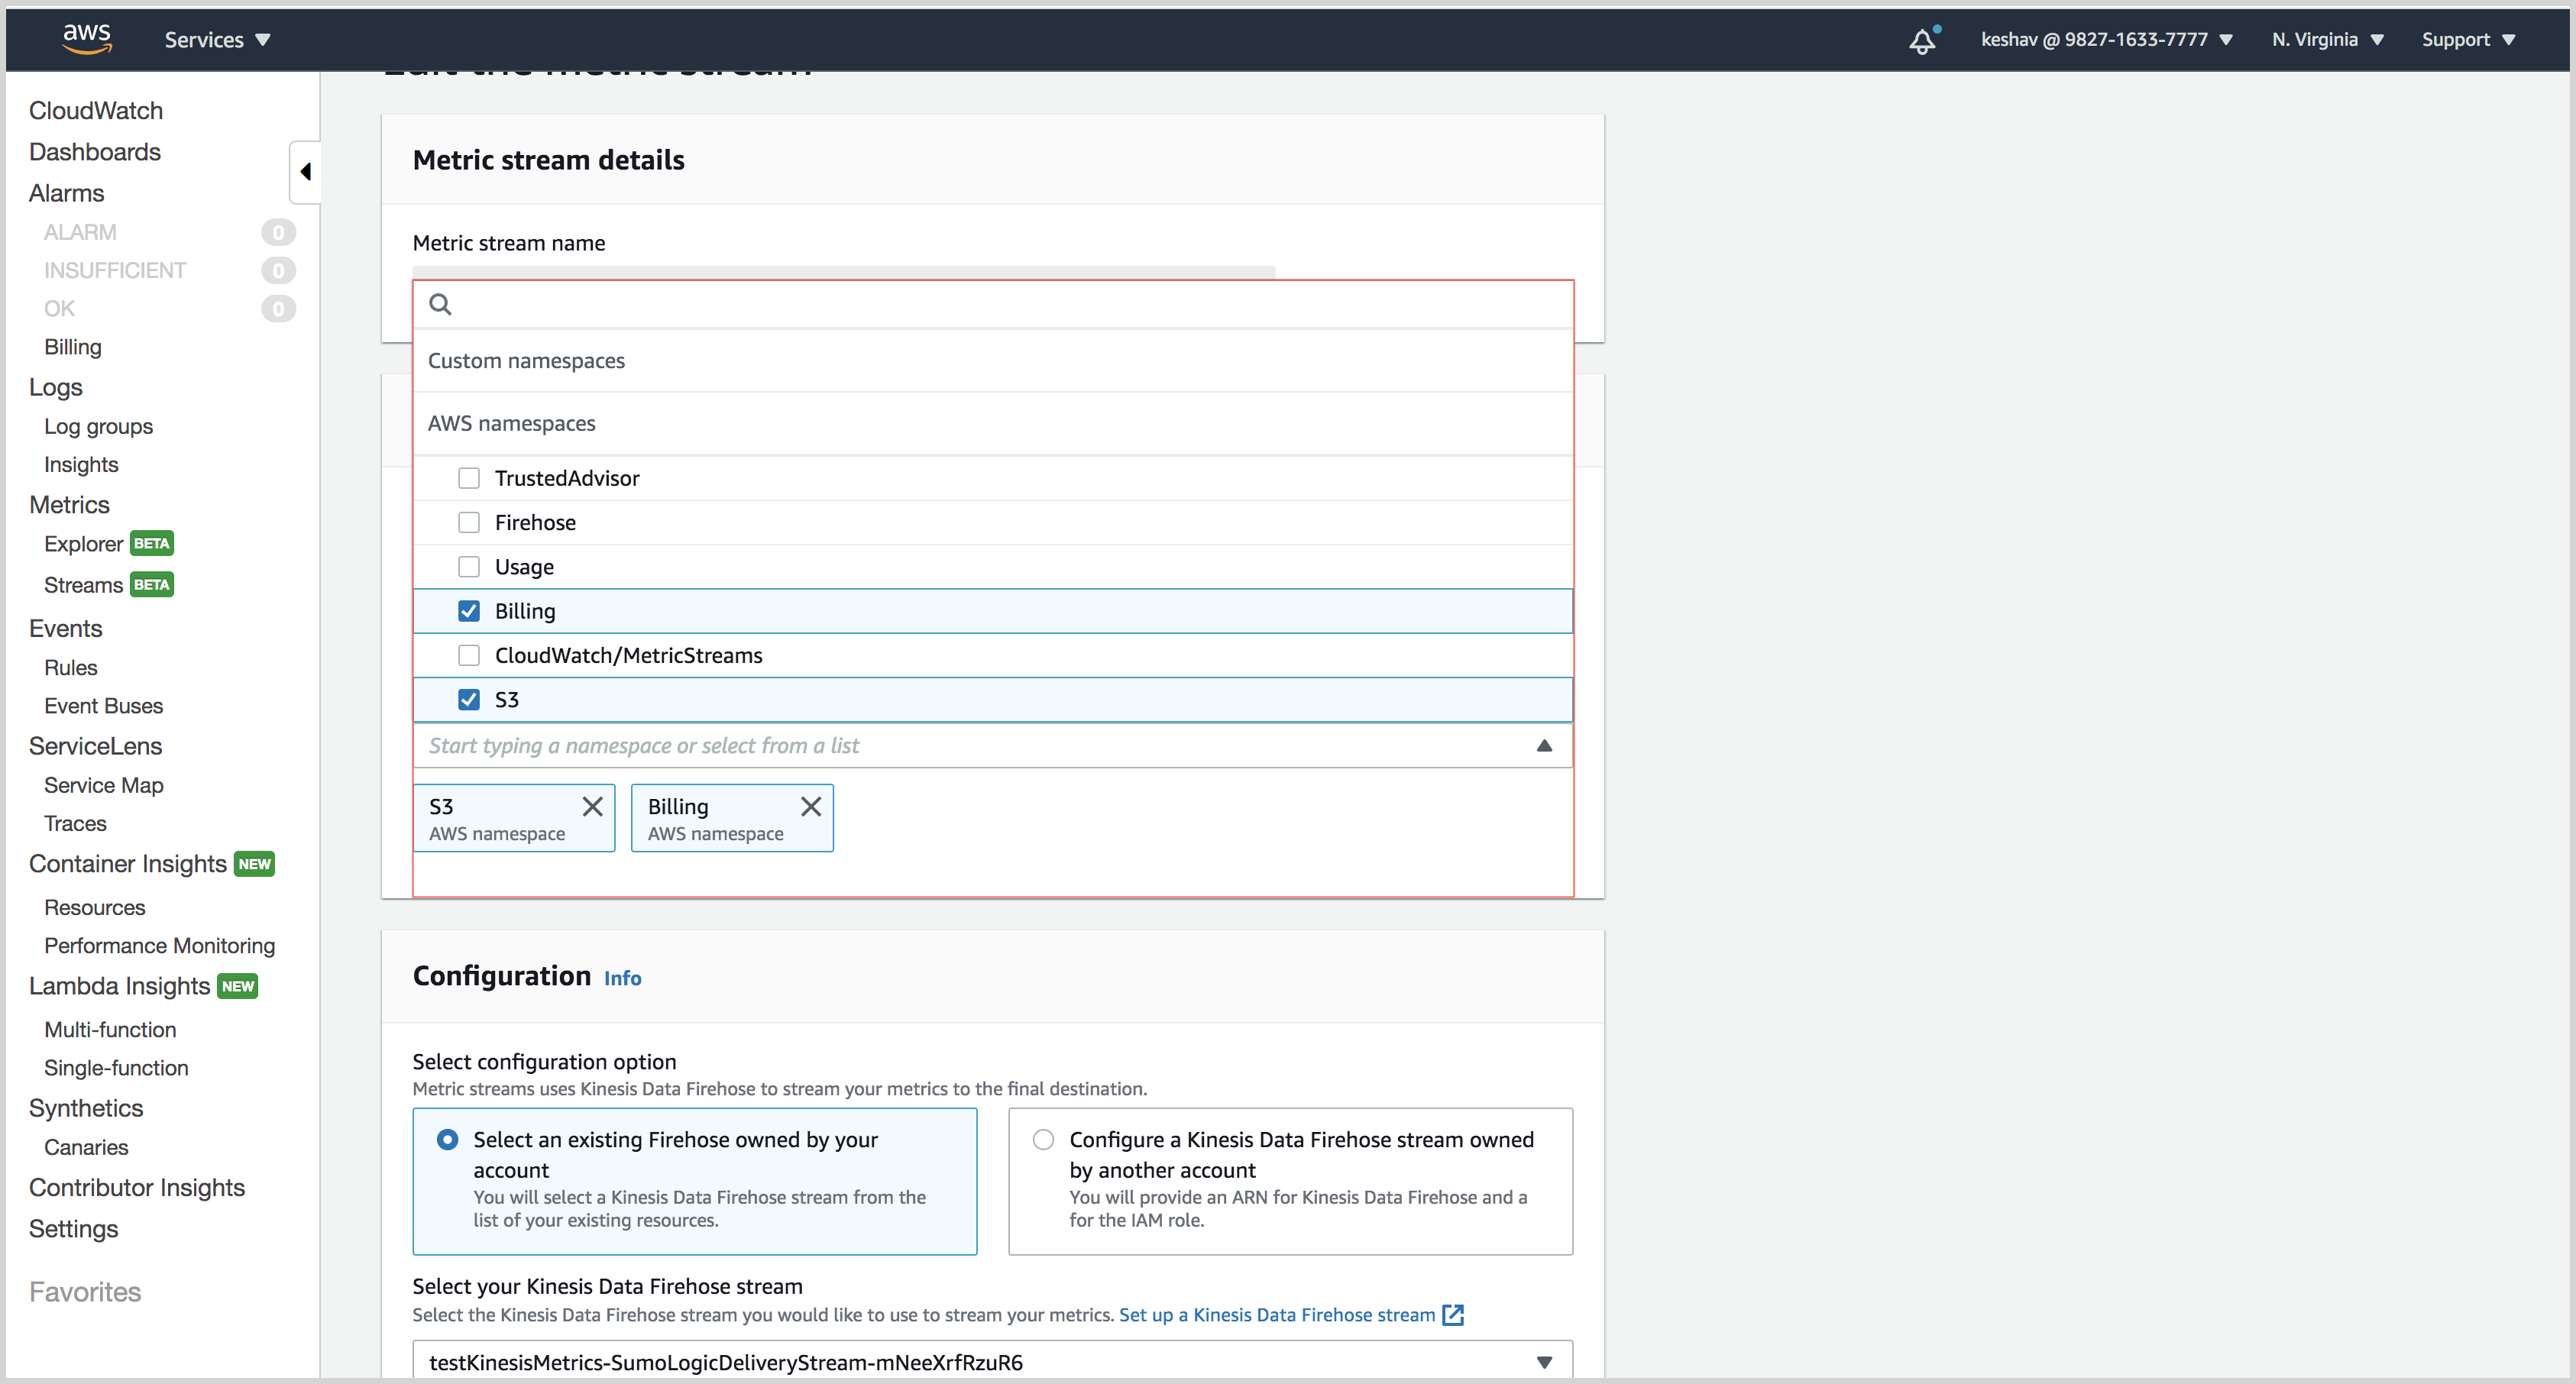 aws
Services
keshav @ 9827-1633-7777
N. Virginia
Support
Edit the metric stream
CloudWatch
Dashboards
Alarms
ALARM 0
INSUFFICIENT 0
OK 0
Billing
Logs
Log groups
Insights
Metrics
Explorer BETA
Streams BETA
Events
Rules
Event Buses
ServiceLens
Service Map
Traces
Container Insights NEW
Resources
Performance Monitoring
Lambda Insights NEW
Multi-function
Single-function
Synthetics
Canaries
Contributor Insights
Settings
Favorites
Metric stream details
Metric stream name
Custom namespaces
AWS namespaces
TrustedAdvisor
Firehose
Usage
Billing
CloudWatch/MetricStreams
S3
Start typing a namespace or select from a list
S3
AWS namespace
Billing
AWS namespace
Configuration Info
Select configuration option
Metric streams uses Kinesis Data Firehose to stream your metrics to the final destination.
Select an existing Firehose owned by your
account
You will select a Kinesis Data Firehose stream from the
list of your existing resources.
Configure a Kinesis Data Firehose stream owned
by another account
You will provide an ARN for Kinesis Data Firehose and a
for the IAM role.
Select your Kinesis Data Firehose stream
Select the Kinesis Data Firehose stream you would like to use to stream your metrics. Set up a Kinesis Data Firehose stream
testKinesisMetrics-SumoLogicDeliveryStream-mNeeXrfRzuR6